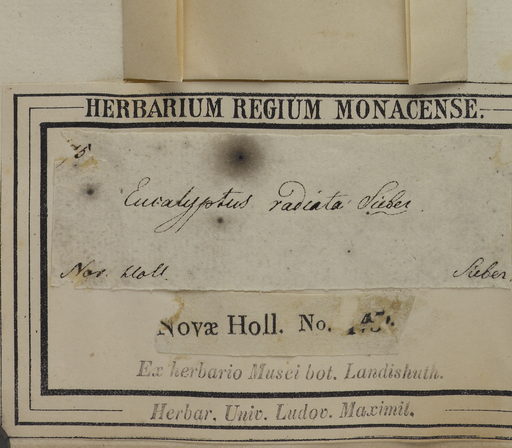 HERBARIUM REGIUM MONACENSE.
Eucalyptus radiata Sieber.
Nov. Holl. Sieber.
Novæ Holl. No.
Ex herbario Musei bot. Landishuth.
Herbar. Univ. Ludov. Maximil.